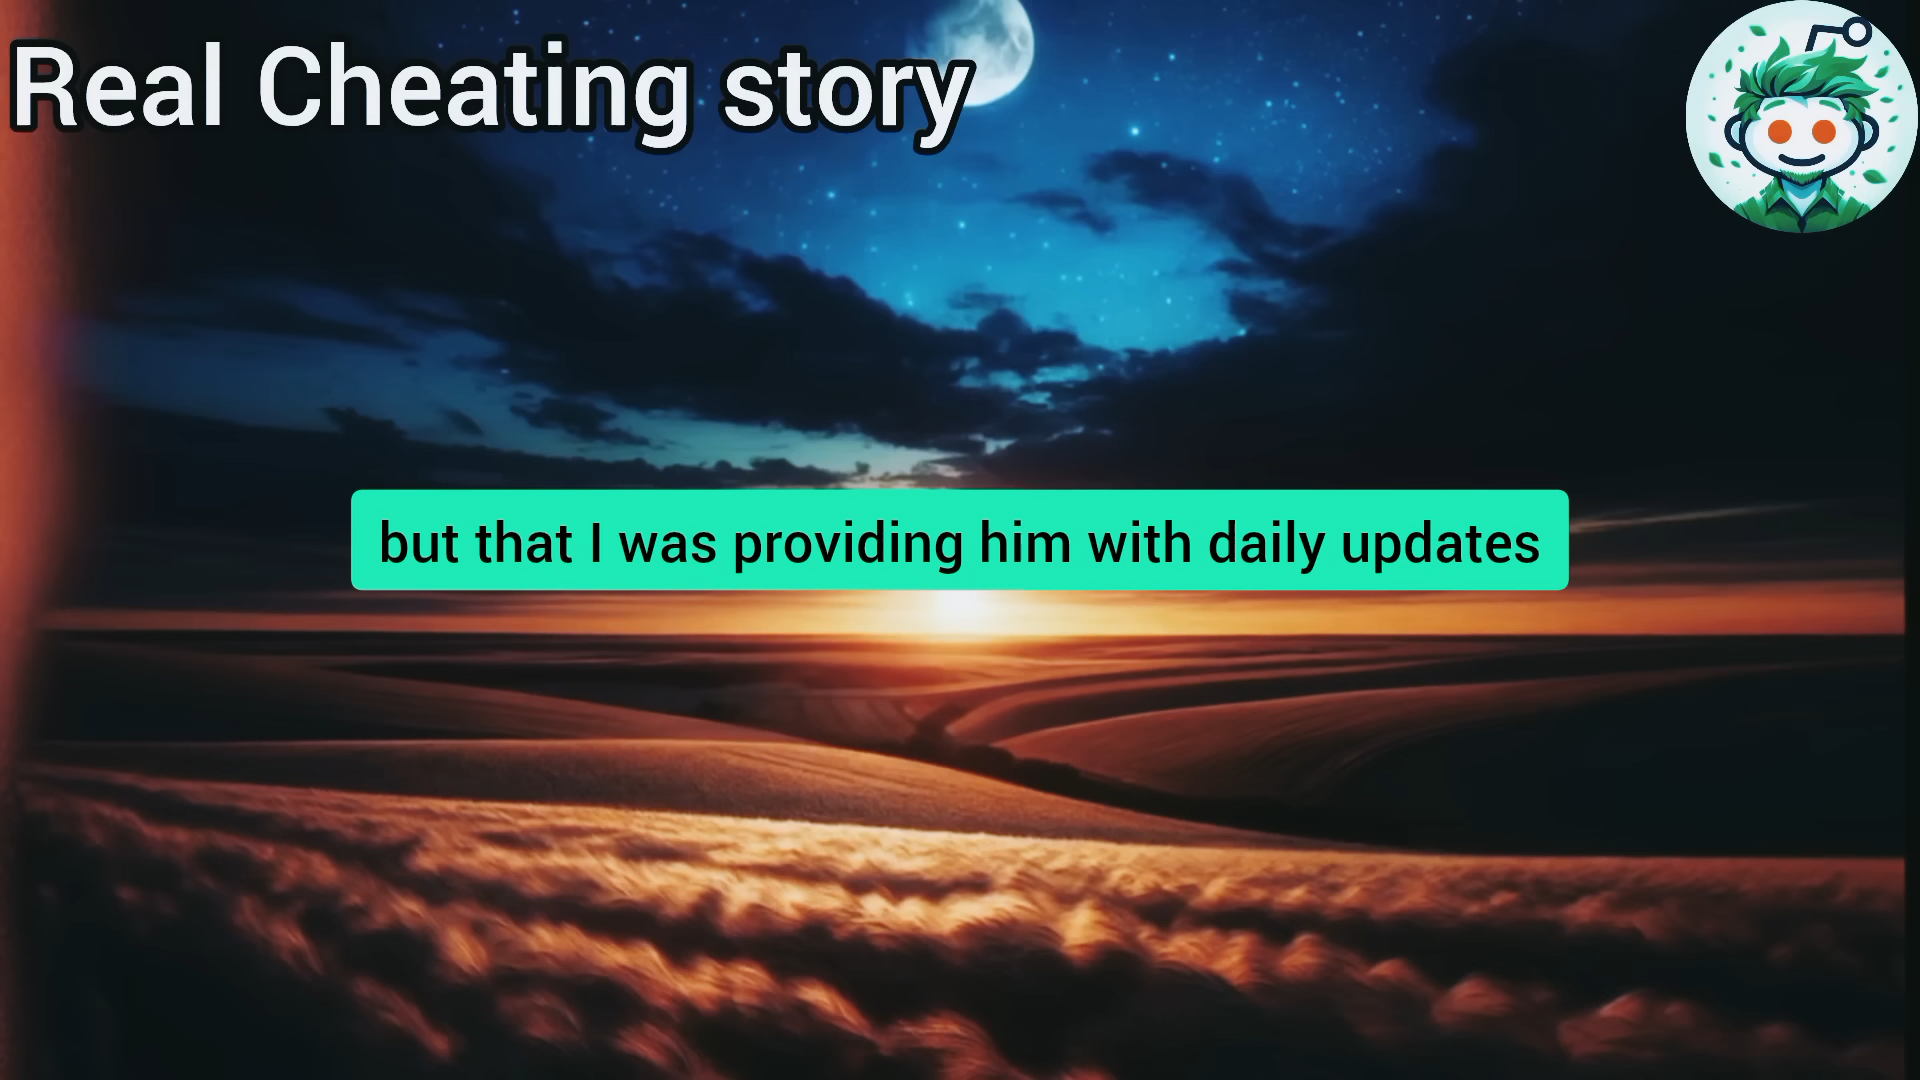 Real Cheating story
but that I was providing him with daily updates